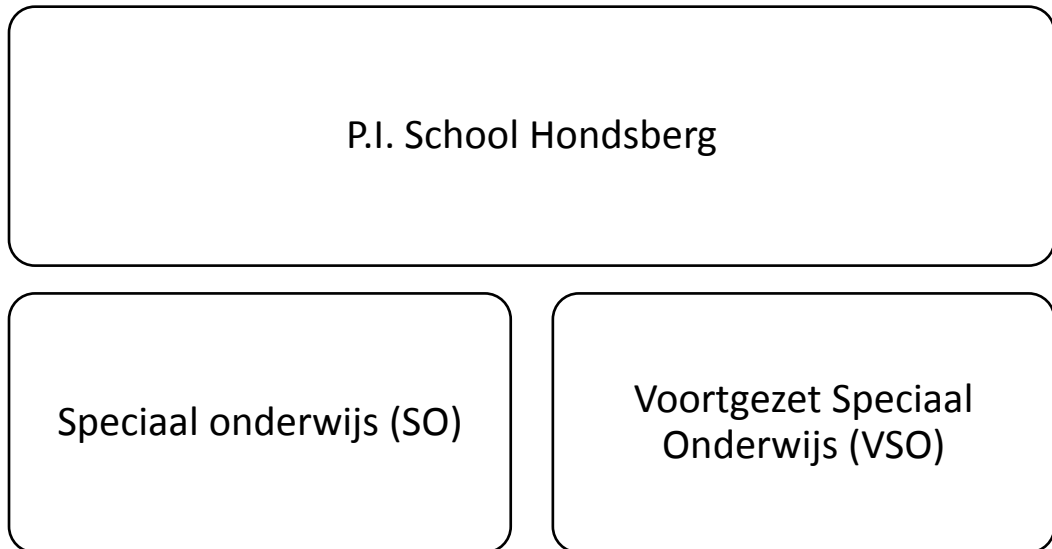 P.I. School Hondsberg
Speciaal onderwijs (SO)
Voortgezet Speciaal
Onderwijs (VSO)